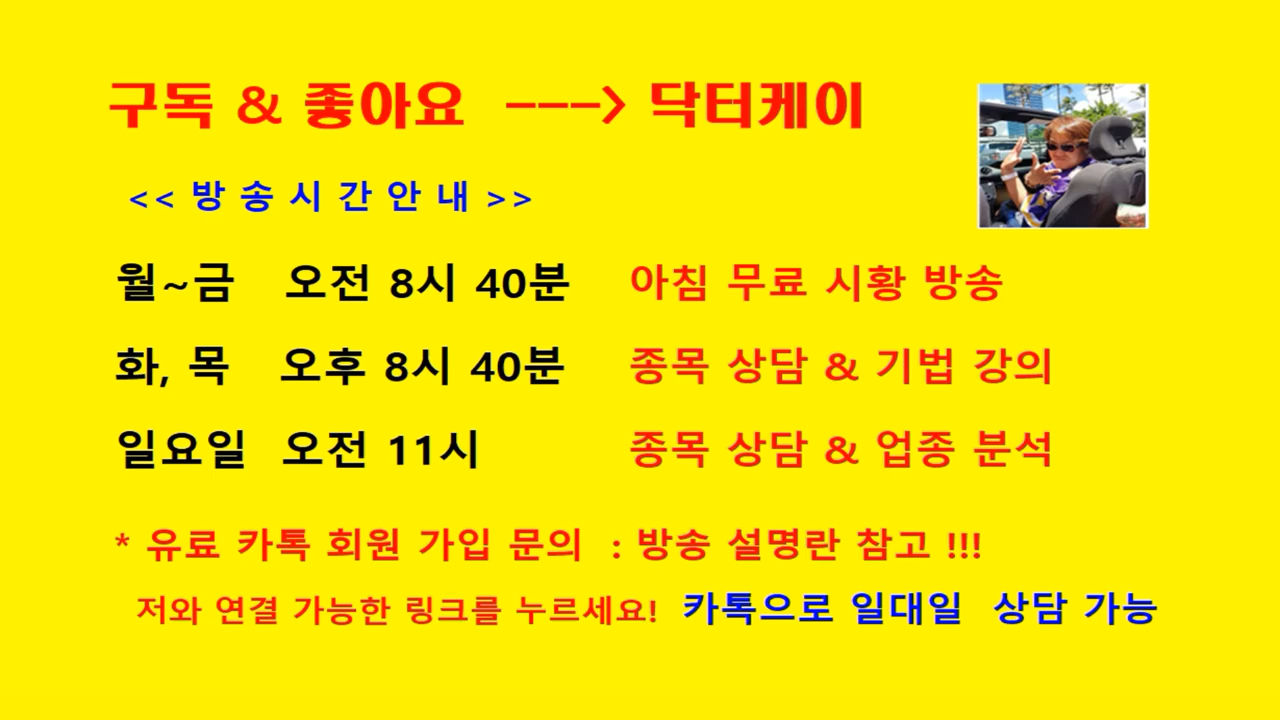 구독 & 좋아요 ---> 닥터케이
<< 방 송 시 간 안 내 >>
월~금 오전 8시 40분 아침 무료 시황 방송
화, 목 오후 8시 40분 종목 상담 & 기법 강의
일요일 오전 11시 종목 상담 & 업종 분석
* 유료 카톡 회원 가입 문의 : 방송 설명란 참고 !!!
저와 연결 가능한 링크를 누르세요! 카톡으로 일대일 상담 가능